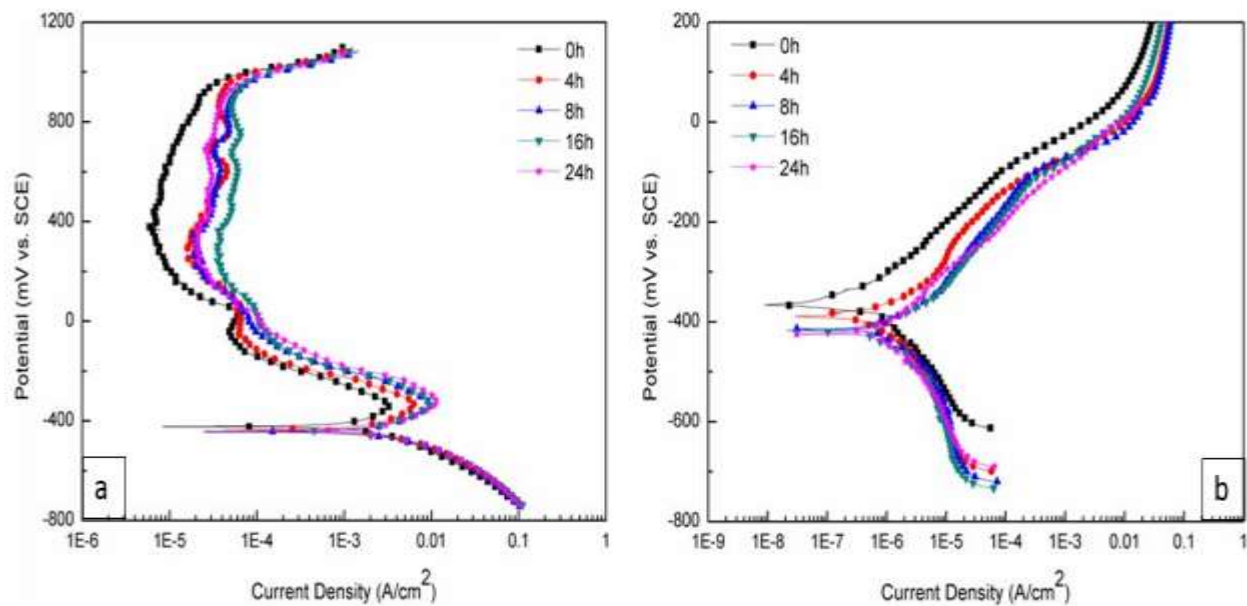 1200
800
400
0
-400
-800
Potential (mV vs. SCE)
0h
4h
8h
16h
24h
a
1E-6
1E-5
1E-4
1E-3
0.01
0.1
1
Current Density (A/cm²)
200
0
-200
-400
-600
-800
Potential (mV vs. SCE)
0h
4h
8h
16h
24h
b
1E-9
1E-8
1E-7
1E-6
1E-5
1E-4
1E-3
0.01
0.1
1
Current Density (A/cm²)